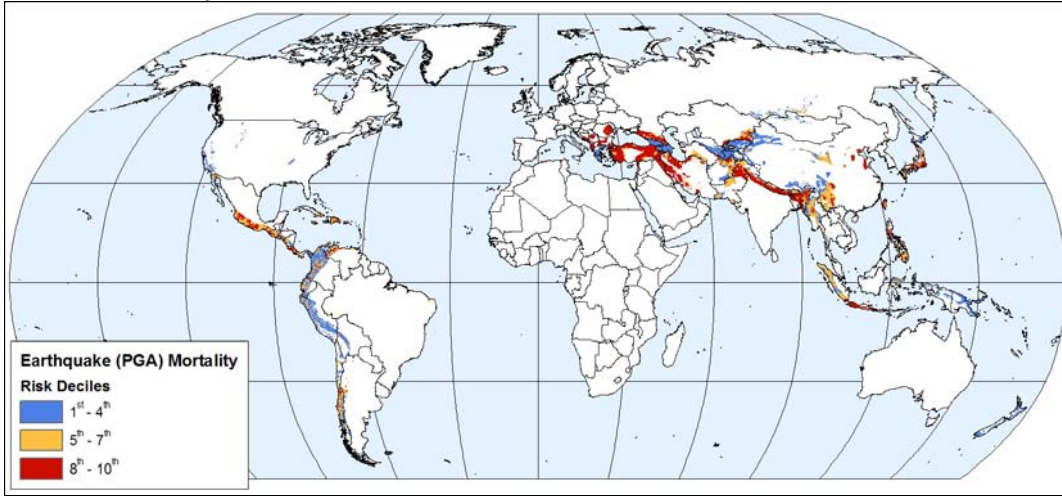 Earthquake (PGA) Mortality
Risk Deciles
1st - 4th
5th - 7th
8th - 10th